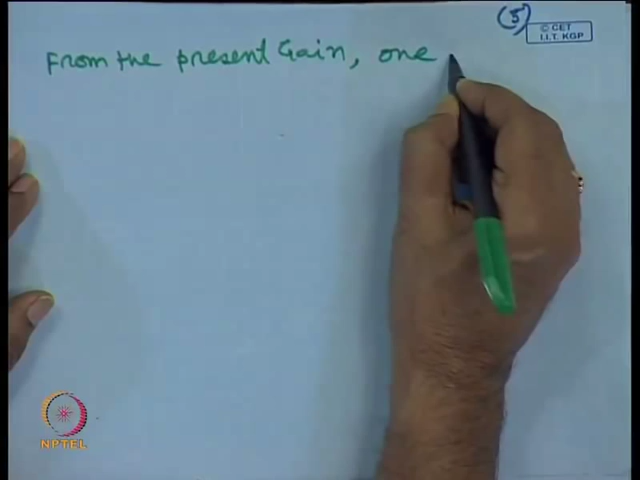 (5)
© CET
I.I.T. KGP
From the present Gain, one
NPTEL